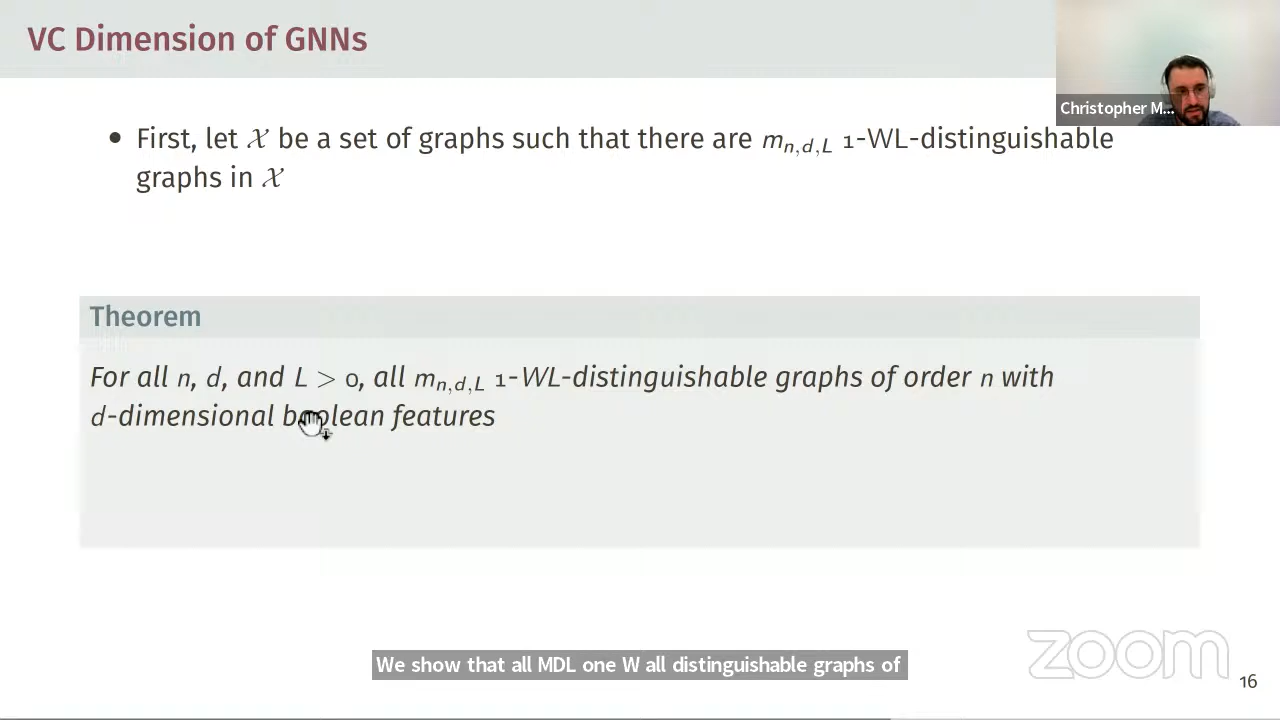 VC Dimension of GNNs
Christopher M...
• First, let 𝒳 be a set of graphs such that there are m_{n,d,L} 1-WL-distinguishable
graphs in 𝒳
Theorem
For all n, d, and L > 0, all m_{n,d,L} 1-WL-distinguishable graphs of order n with
d-dimensional boolean features
We show that all MDL one W all distinguishable graphs of
zoom
16